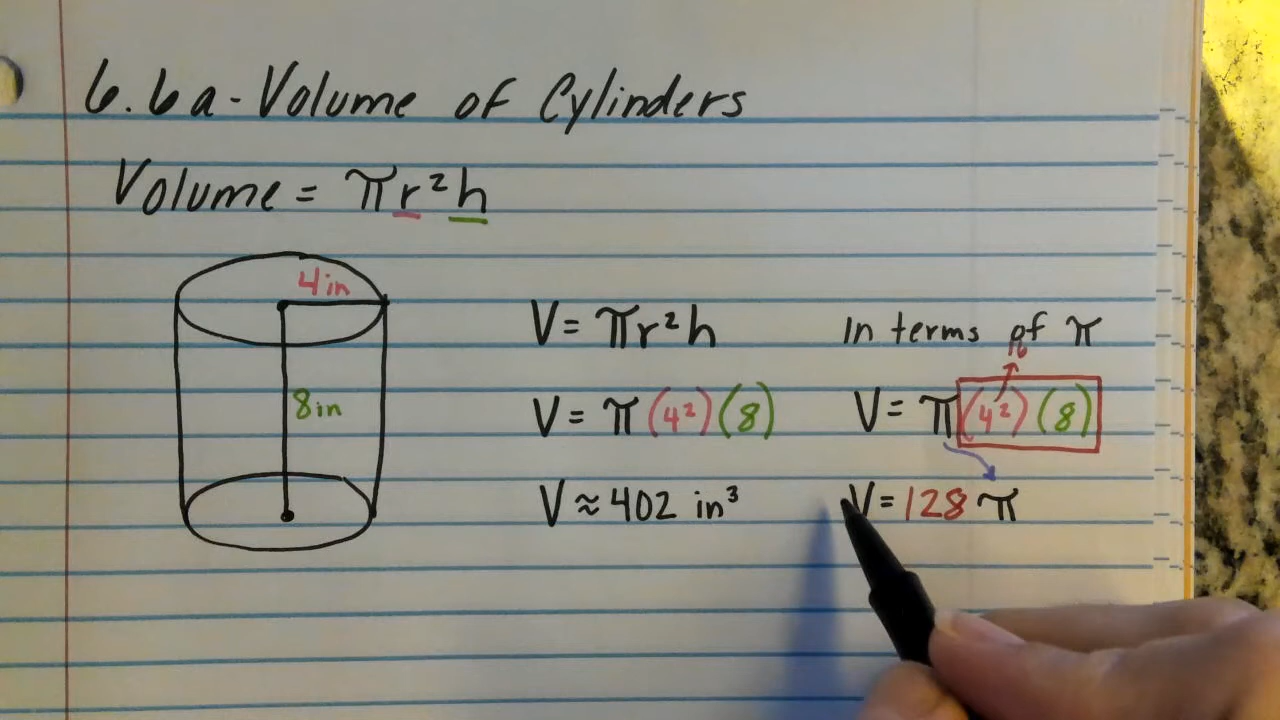 6.6a - Volume of Cylinders
Volume = πr²h
4in
8in
V = πr²h
V = π(4²)(8)
V ≈ 402 in³
In terms of π
16
V = π(4²)(8)
V = 128π